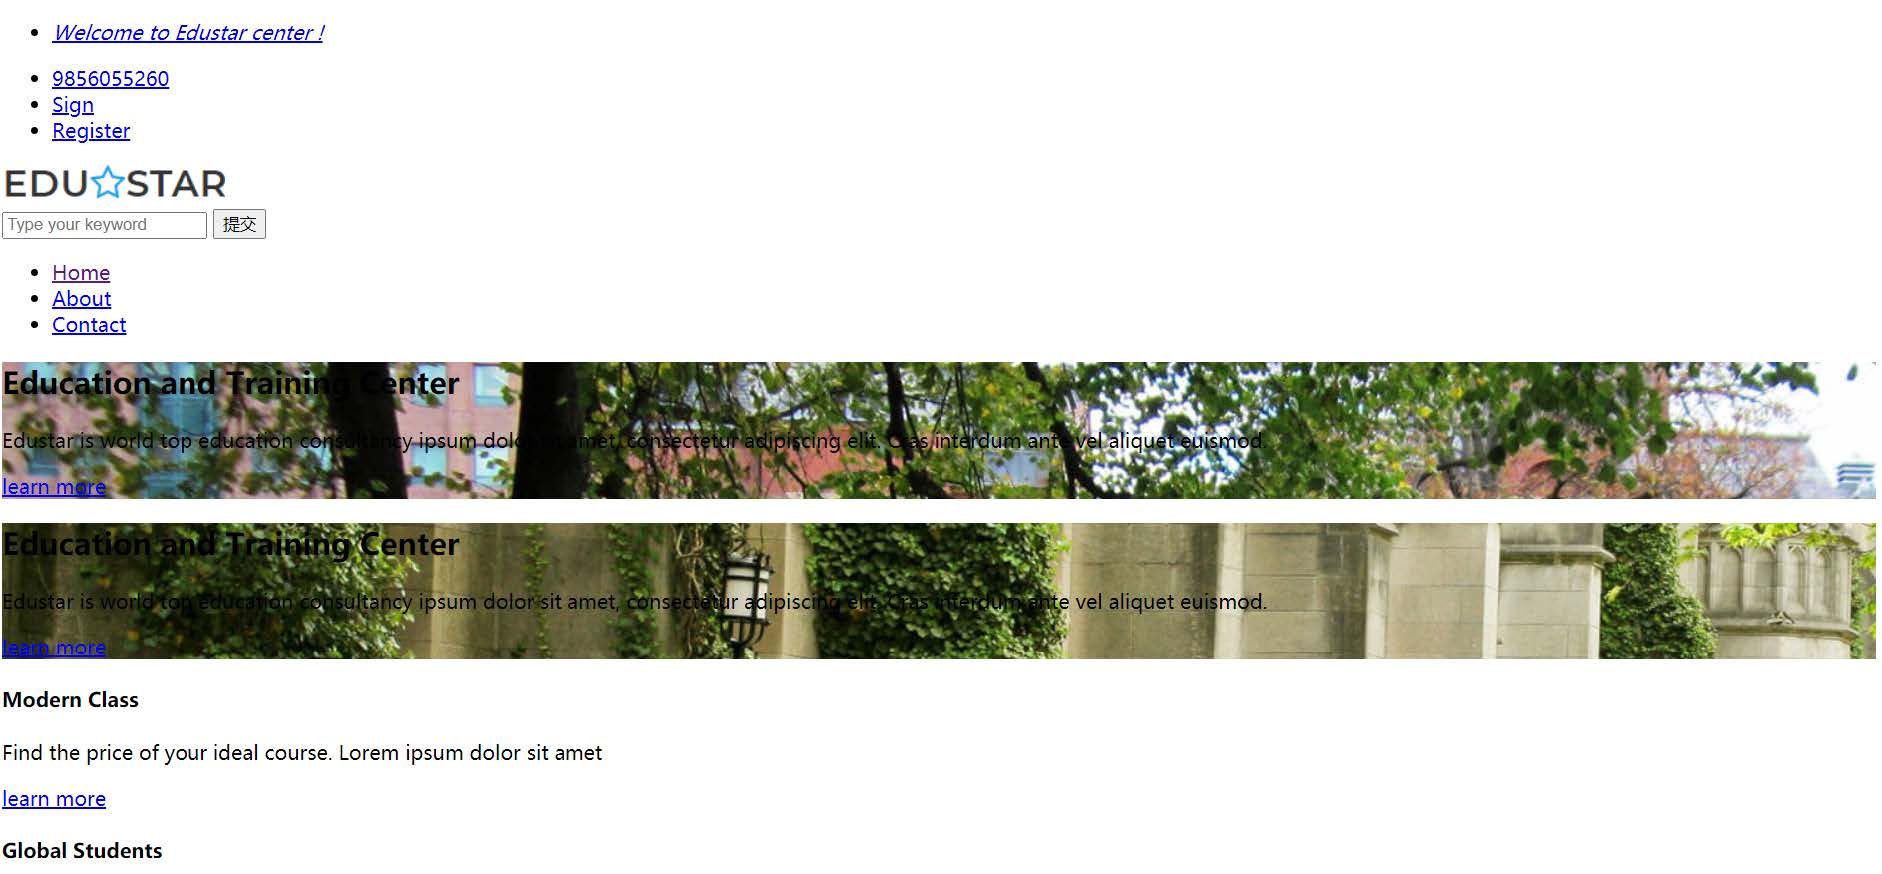 Welcome to Edustar center !
9856055260
Sign
Register
EDU STAR
Type your keyword 提交
Home
About
Contact
Education and Training Center
Edustar is world top education consultancy ipsum dolor sit amet, consectetur adipiscing elit. Cras interdum ante vel aliquet euismod.
learn more
Education and Training Center
Edustar is world top education consultancy ipsum dolor sit amet, consectetur adipiscing elit. Cras interdum ante vel aliquet euismod.
learn more
Modern Class
Find the price of your ideal course. Lorem ipsum dolor sit amet
learn more
Global Students